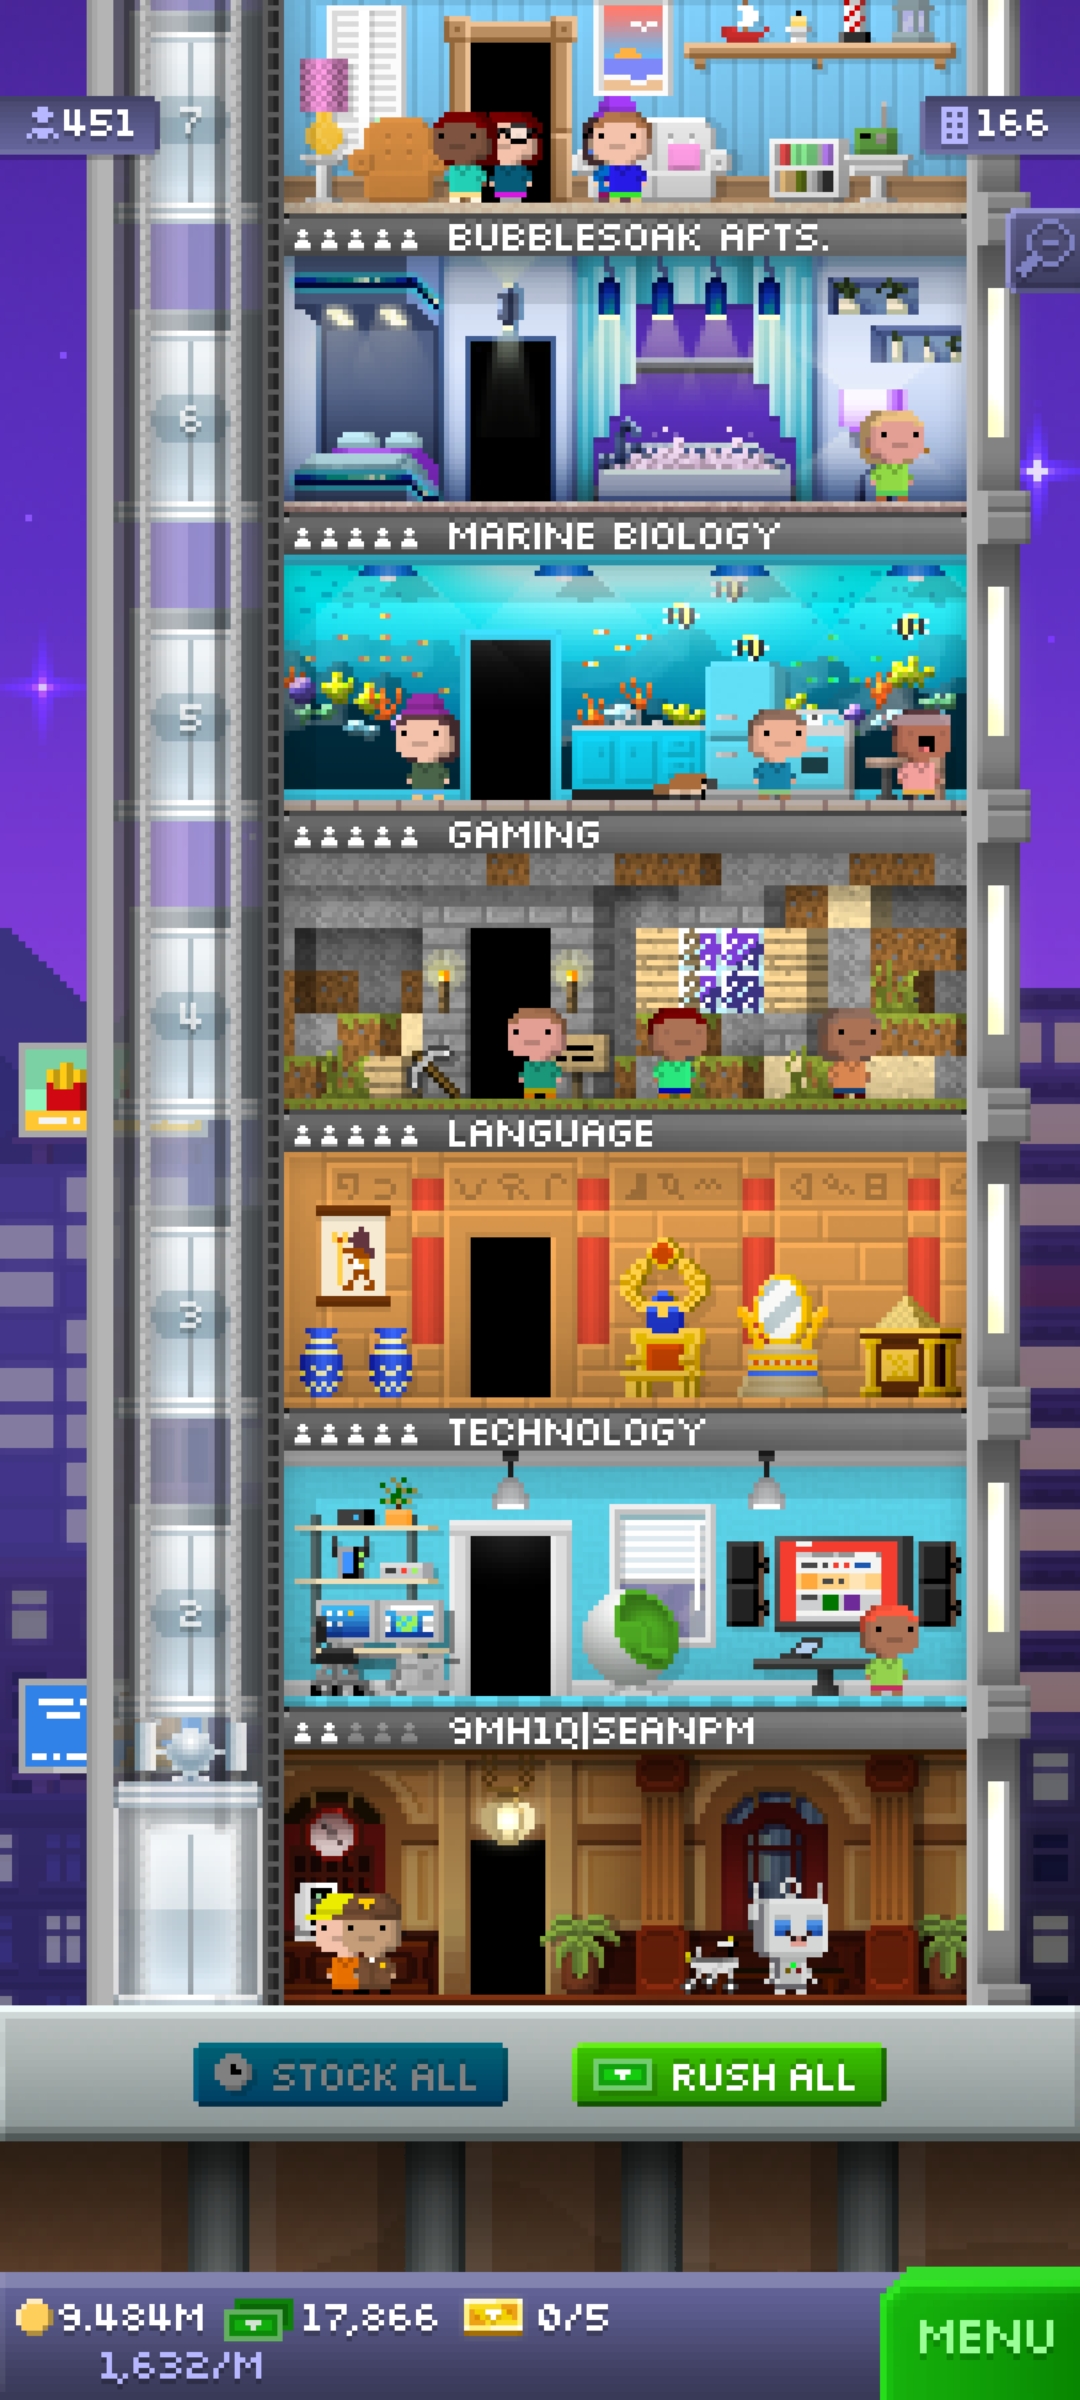 7
451
166
BUBBLESOAK APTS.
6
MARINE BIOLOGY
5
GAMING
4
LANGUAGE
3
TECHNOLOGY
2
9MH1Q|SEANPM
STOCK ALL
RUSH ALL
9.484M
17,866
0/5
MENU
1,632/M